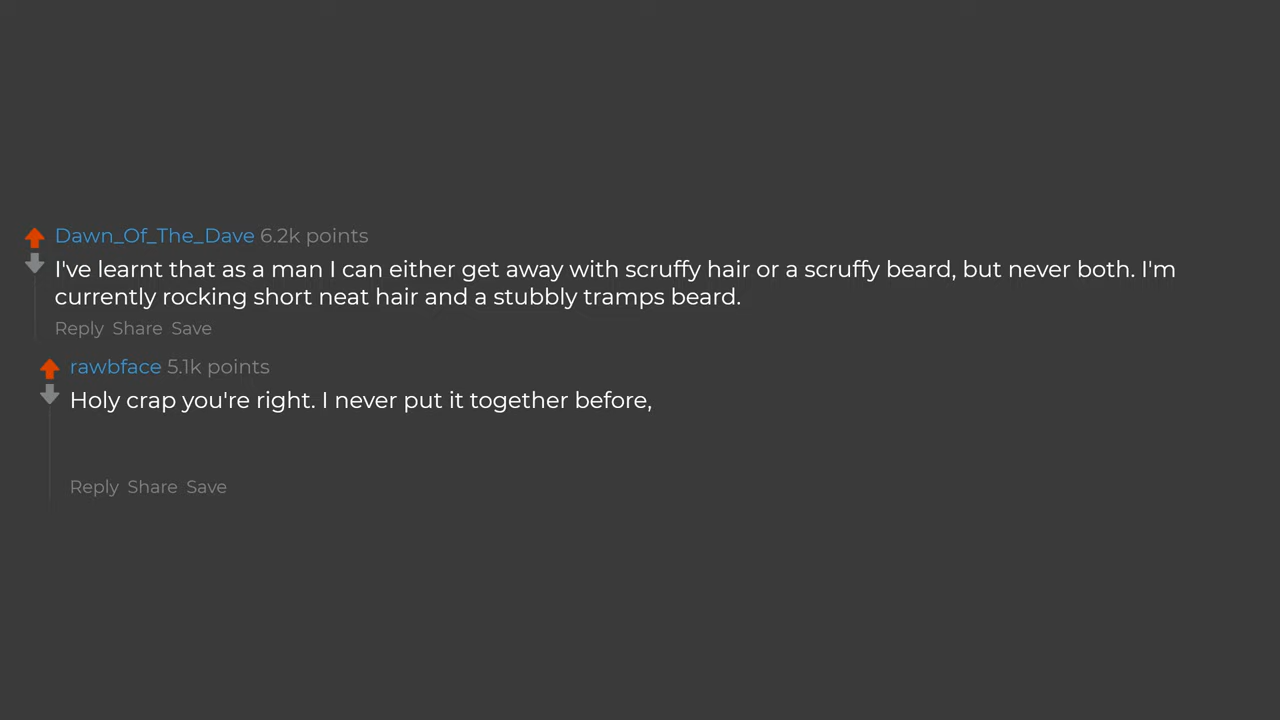 Dawn_Of_The_Dave 6.2k points
I've learnt that as a man I can either get away with scruffy hair or a scruffy beard, but never both. I'm
currently rocking short neat hair and a stubbly tramps beard.
Reply Share Save
rawbface 5.1k points
Holy crap you're right. I never put it together before,
Reply Share Save